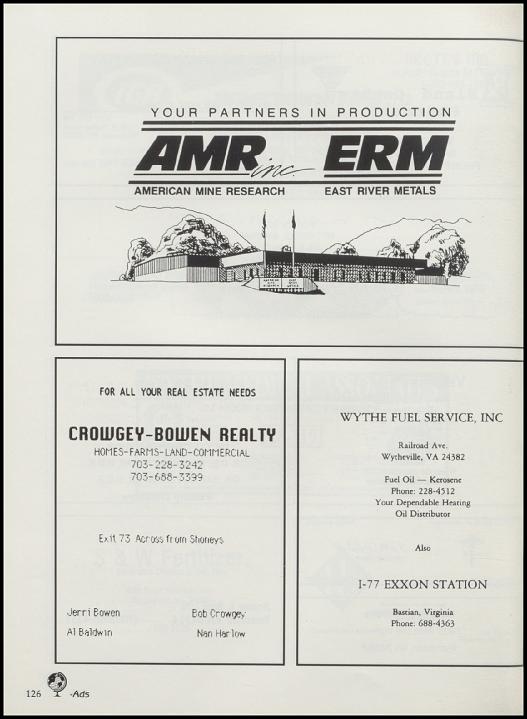 YOUR PARTNERS IN PRODUCTION
AMR inc. ERM
AMERICAN MINE RESEARCH EAST RIVER METALS
FOR ALL YOUR REAL ESTATE NEEDS
CROWGEY-BOWEN REALTY
HOMES-FARMS-LAND-COMMERCIAL
703-228-3242
703-688-3399
Exit 73 Across from Shoneys
Jerri Bowen Bob Crowgey
Al Baldwin Nan Harlow
WYTHE FUEL SERVICE, INC
Railroad Ave.
Wytheville, VA 24382
Fuel Oil — Kerosene
Phone: 228-4512
Your Dependable Heating
Oil Distributor
Also
I-77 EXXON STATION
Bastian, Virginia
Phone: 688-4363
126 -Ads